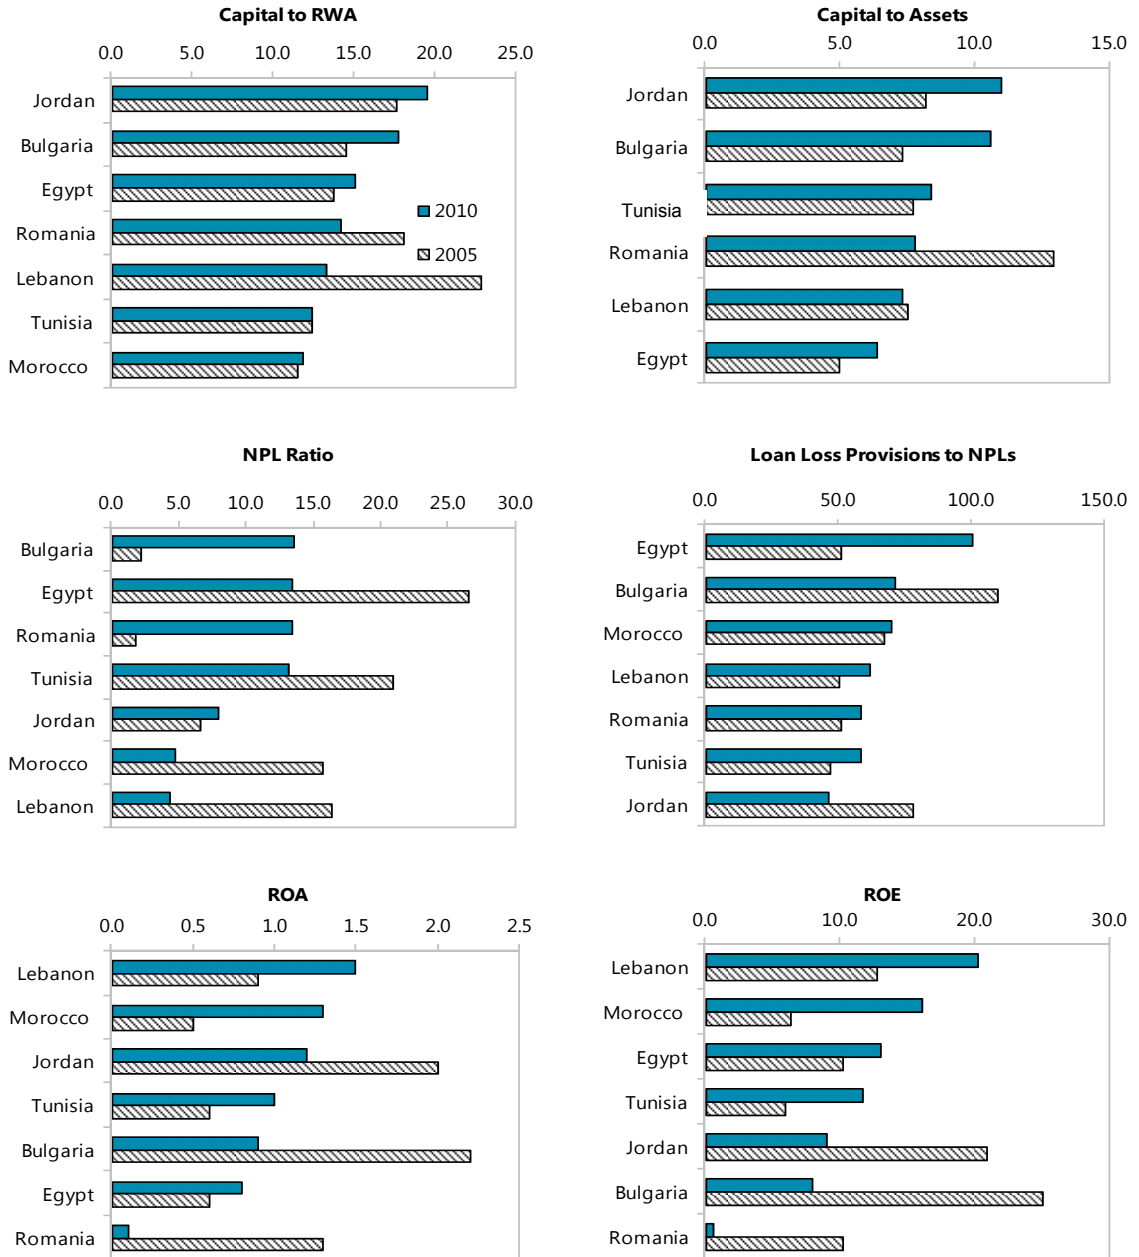 Capital to RWA
0.0 5.0 10.0 15.0 20.0 25.0
Jordan
Bulgaria
Egypt
Romania
Lebanon
Tunisia
Morocco
2010
2005
Capital to Assets
0.0 5.0 10.0 15.0
Jordan
Bulgaria
Tunisia
Romania
Lebanon
Egypt
NPL Ratio
0.0 5.0 10.0 15.0 20.0 25.0 30.0
Bulgaria
Egypt
Romania
Tunisia
Jordan
Morocco
Lebanon
Loan Loss Provisions to NPLs
0.0 50.0 100.0 150.0
Egypt
Bulgaria
Morocco
Lebanon
Romania
Tunisia
Jordan
ROA
0.0 0.5 1.0 1.5 2.0 2.5
Lebanon
Morocco
Jordan
Tunisia
Bulgaria
Egypt
Romania
ROE
0.0 10.0 20.0 30.0
Lebanon
Morocco
Egypt
Tunisia
Jordan
Bulgaria
Romania